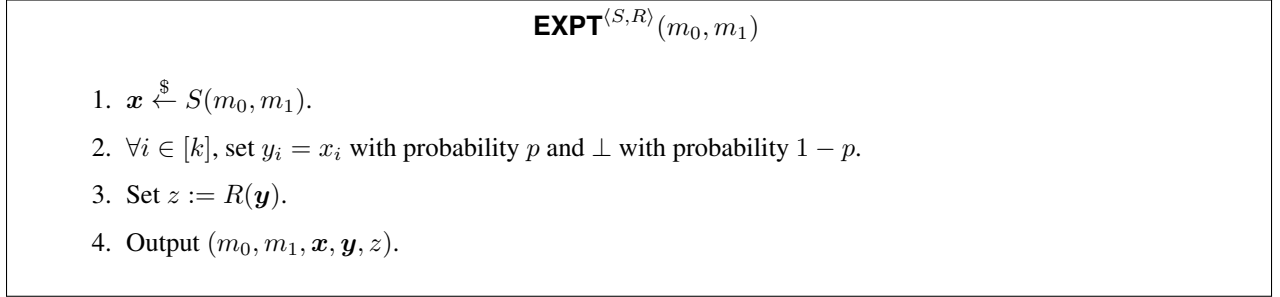 EXPT^{⟨S,R⟩}(m₀, m₁)
1. 𝒙 ←$ S(m₀, m₁).
2. ∀i ∈ [k], set yᵢ = xᵢ with probability p and ⊥ with probability 1 − p.
3. Set z := R(𝒚).
4. Output (m₀, m₁, 𝒙, 𝒚, z).